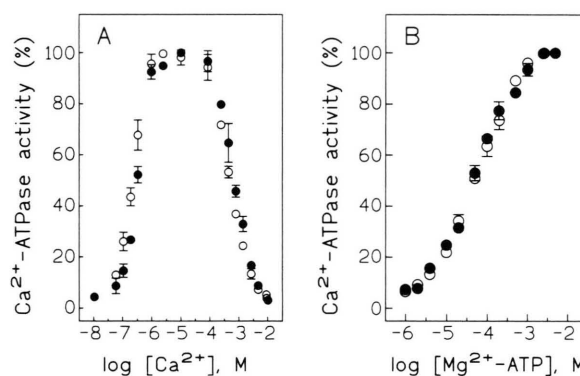 A
B
Ca²⁺-ATPase activity (%)
100
80
60
40
20
0
-8 -7 -6 -5 -4 -3 -2
log [Ca²⁺], M
Ca²⁺-ATPase activity (%)
100
80
60
40
20
0
-6 -5 -4 -3 -2
log [Mg²⁺-ATP], M